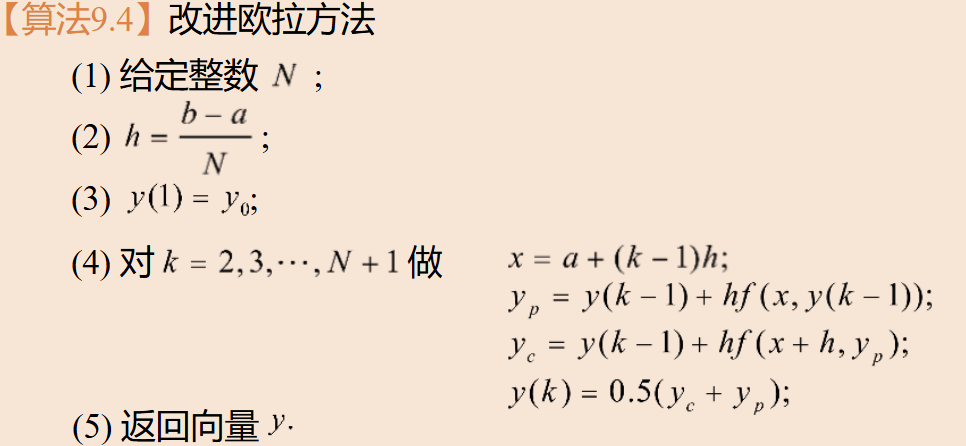 【算法9.4】改进欧拉方法
(1) 给定整数 N ;
(2) h = \frac{b-a}{N} ;
(3) y(1) = y_0;
(4) 对 k = 2,3,⋯,N+1 做 x = a + (k−1)h;
y_p = y(k−1) + hf(x, y(k−1));
y_c = y(k−1) + hf(x+h, y_p);
y(k) = 0.5(y_c + y_p);
(5) 返回向量 y.